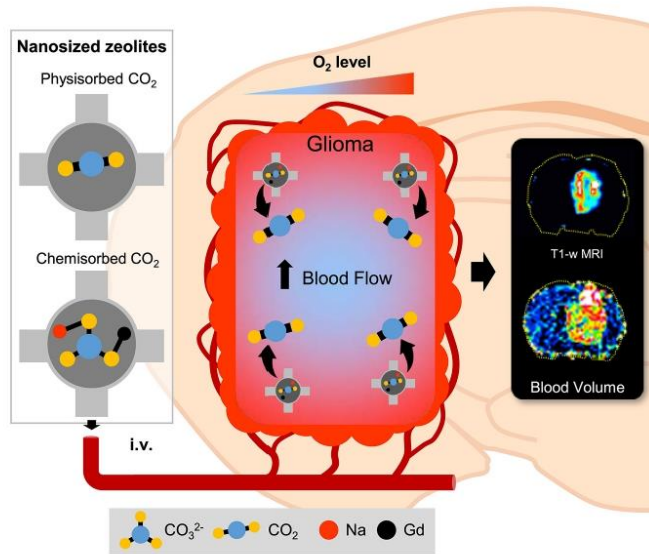 Nanosized zeolites
Physisorbed CO₂
Chemisorbed CO₂
i.v.
O₂ level
Glioma
Blood Flow
T1-w MRI
Blood Volume
CO₃²⁻
CO₂
Na
Gd